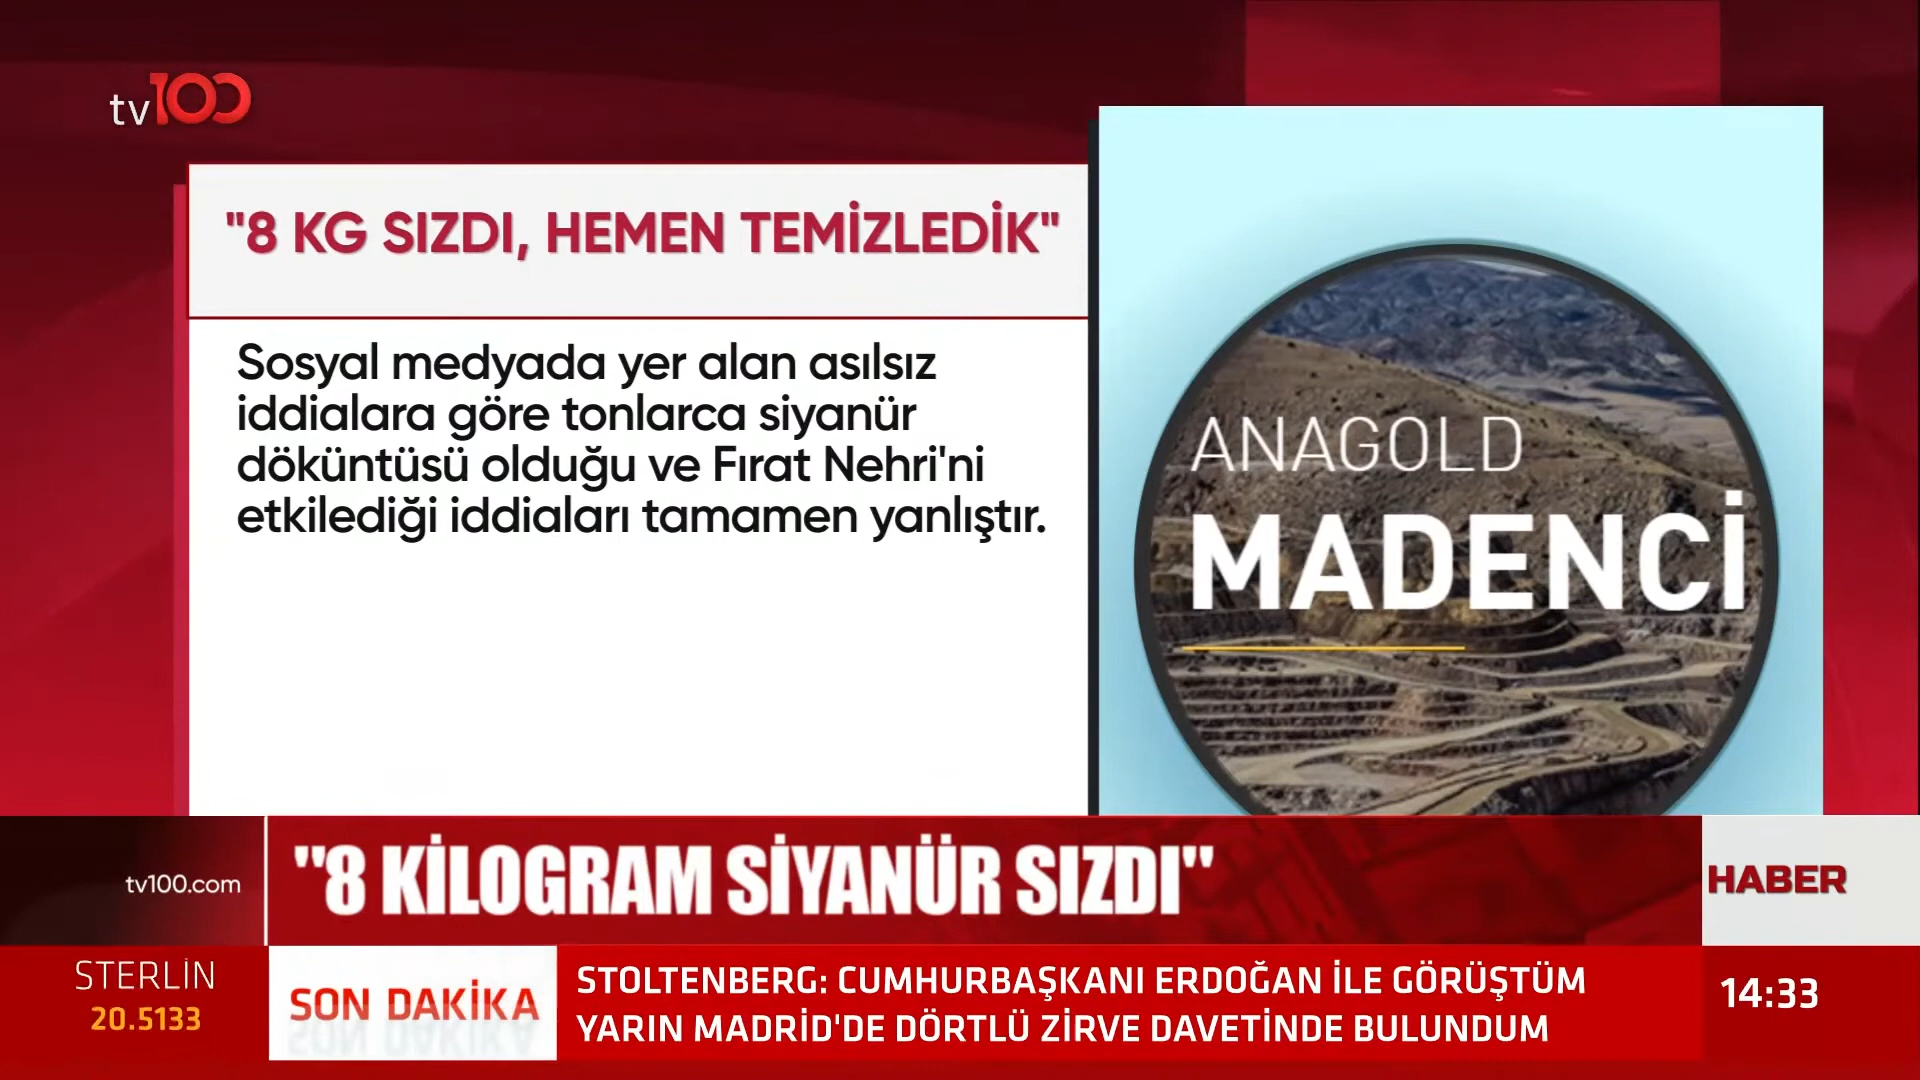 tv100
"8 KG SIZDI, HEMEN TEMİZLEDİK"
Sosyal medyada yer alan asılsız
iddialara göre tonlarca siyanür
döküntüsü olduğu ve Fırat Nehri'ni
etkilediği iddiaları tamamen yanlıştır.
ANAGOLD
MADENCİ
tv100.com
"8 KİLOGRAM SİYANÜR SIZDI"
HABER
STERLİN
20.5133
SON DAKİKA
STOLTENBERG: CUMHURBAŞKANI ERDOĞAN İLE GÖRÜŞTÜM
YARIN MADRİD'DE DÖRTLÜ ZİRVE DAVETİNDE BULUNDUM
14:33